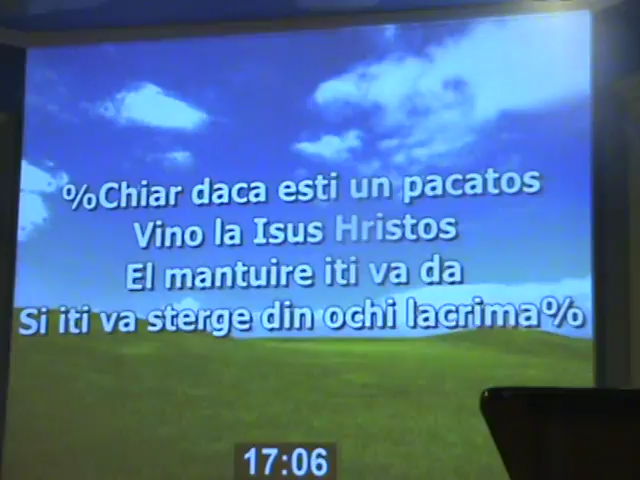 %Chiar daca esti un pacatos
Vino la Isus Hristos
El mantuire iti va da
Si iti va sterge din ochi lacrima%
17:06